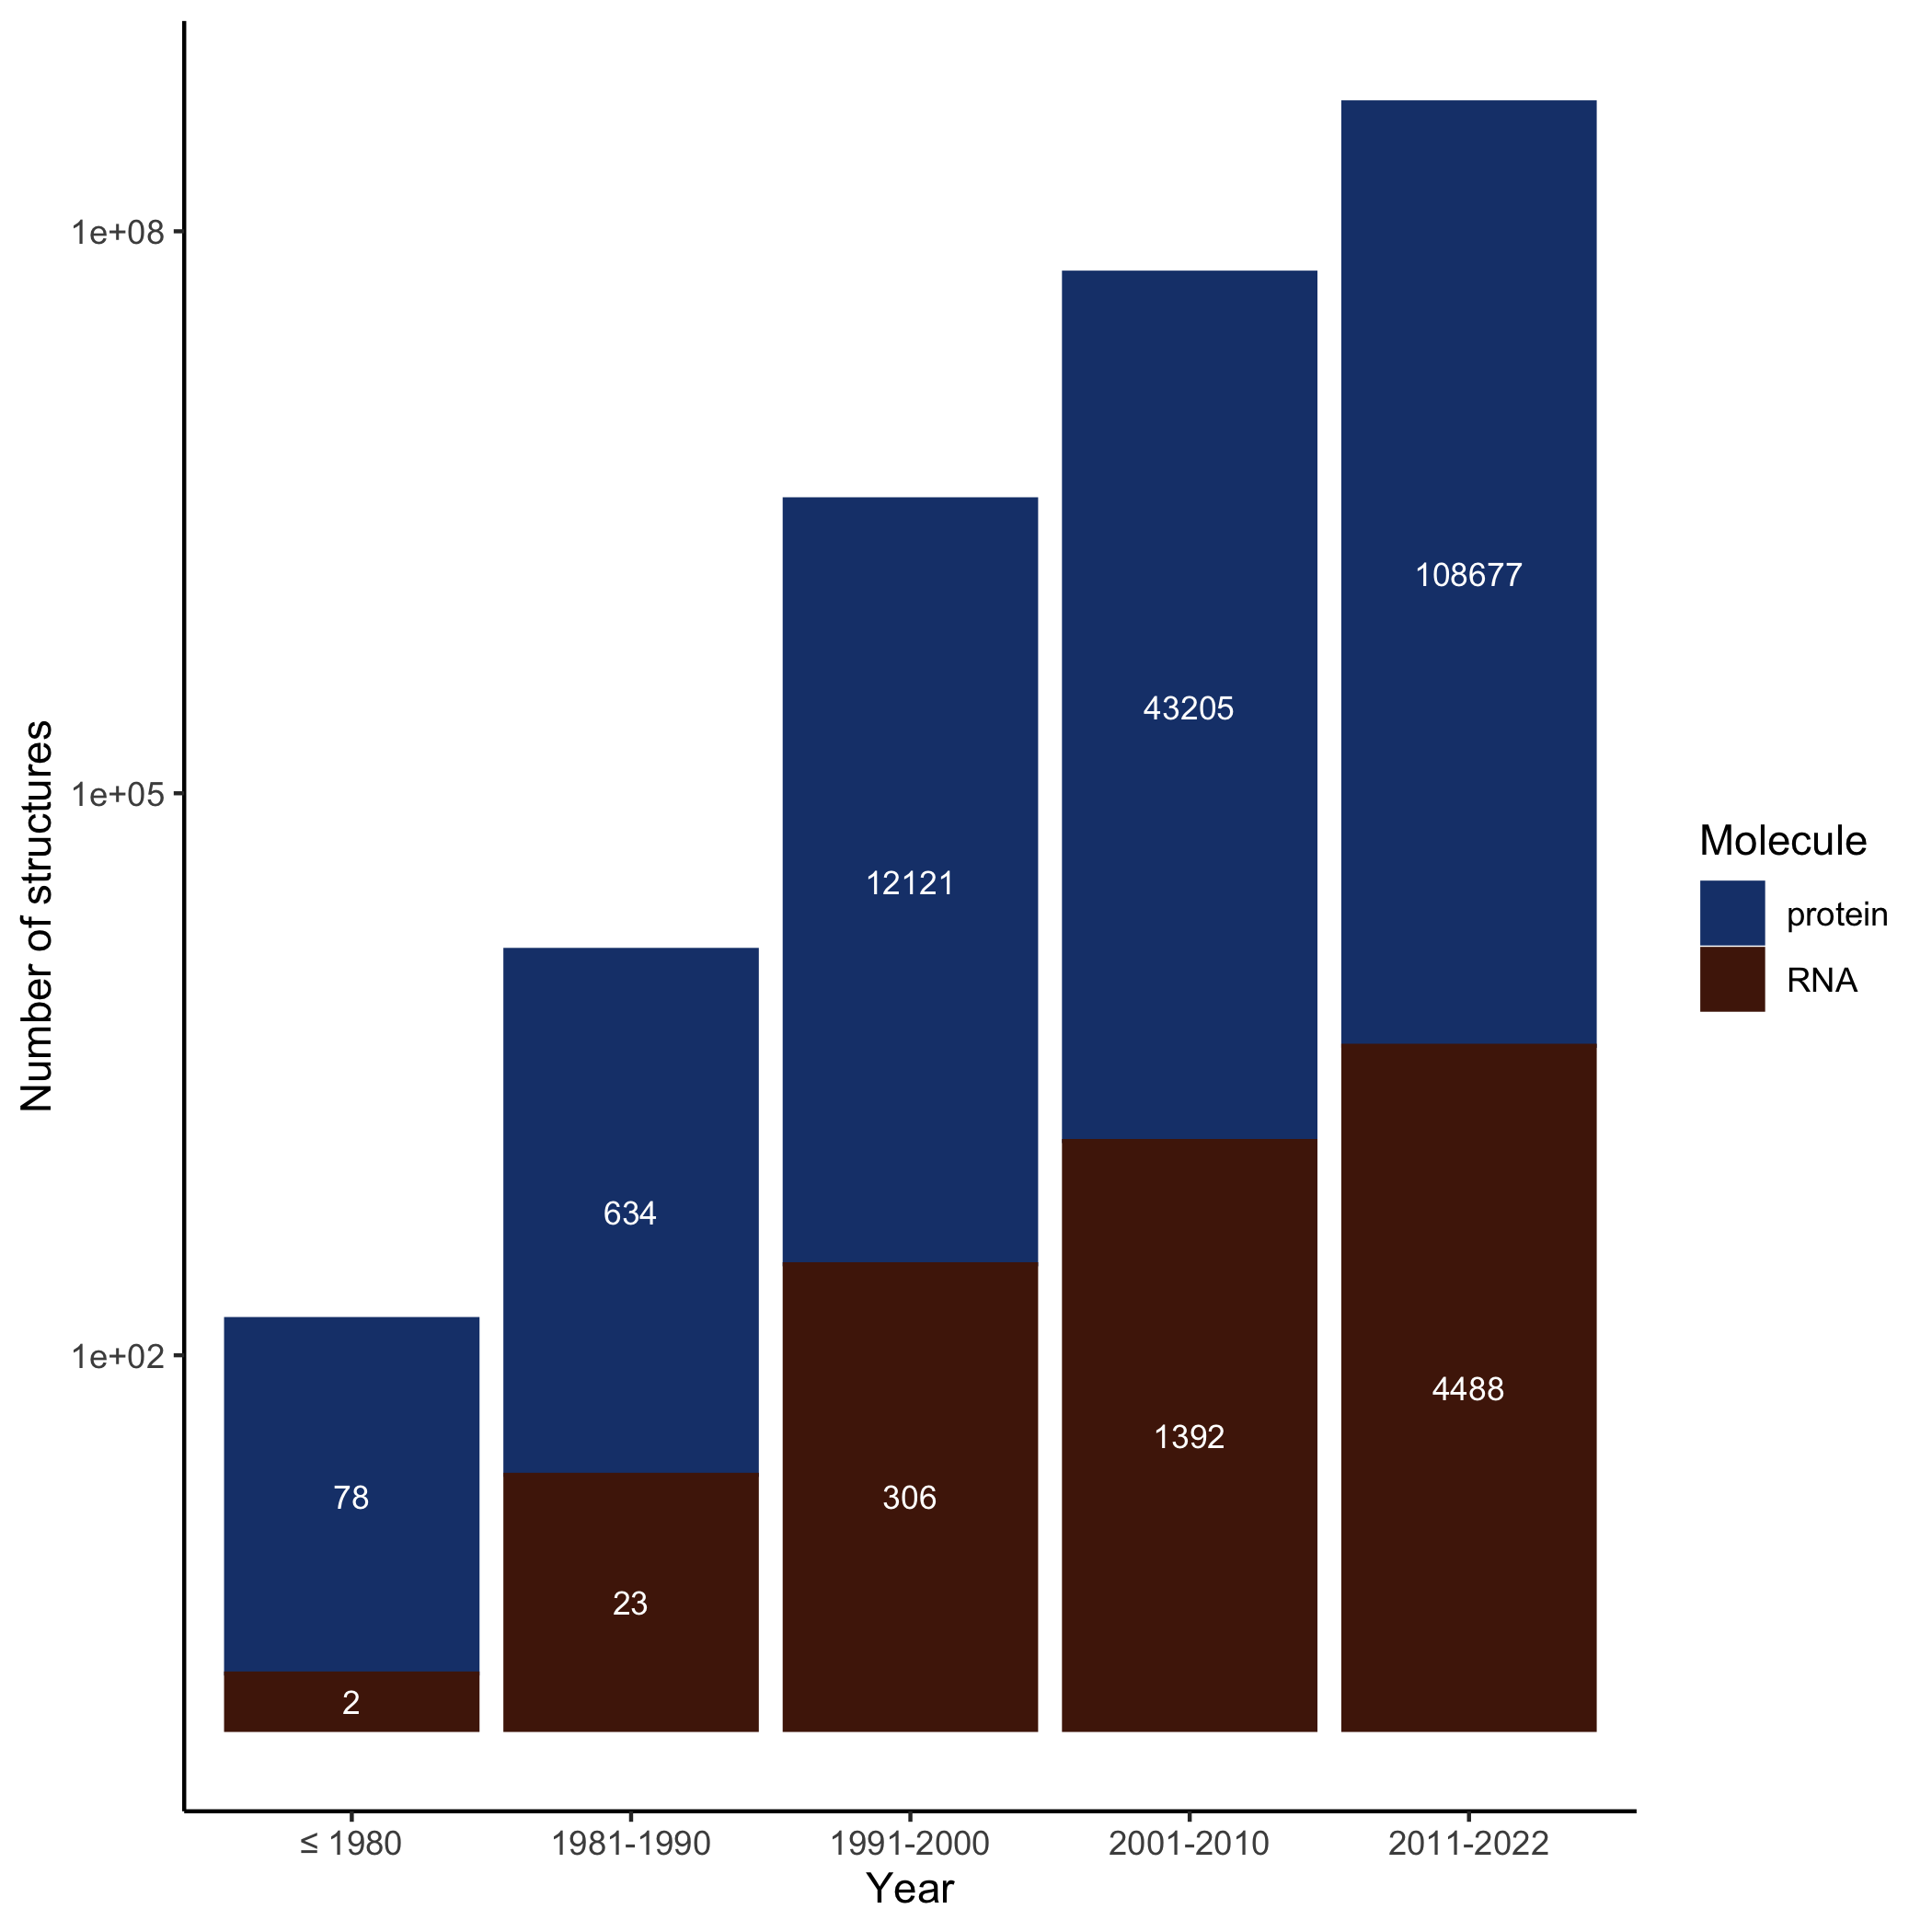 Number of structures
1e+08
1e+05
1e+02
108677
43205
12121
634
4488
1392
78
306
23
2
≤ 1980
1981-1990
1991-2000
2001-2010
2011-2022
Year
Molecule
protein
RNA